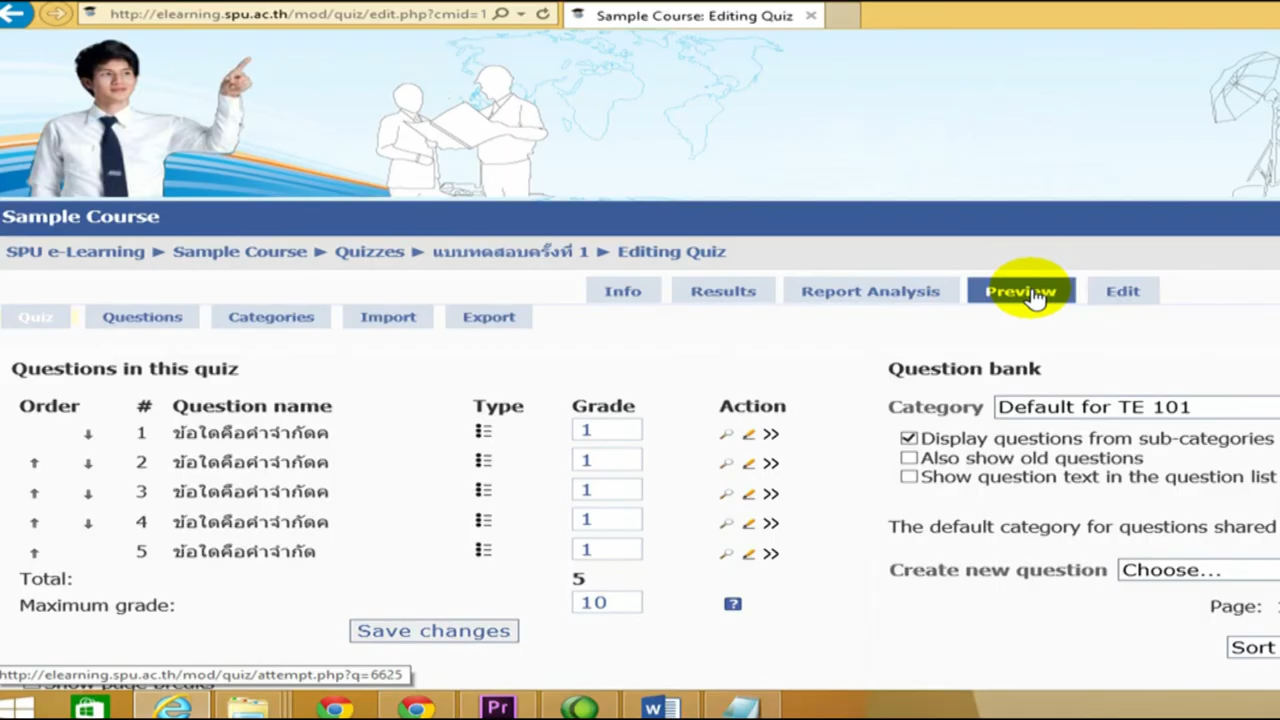 http://elearning.spu.ac.th/mod/quiz/edit.php?cmid=1
Sample Course: Editing Quiz
Sample Course
SPU e-Learning ► Sample Course ► Quizzes ► แบบทดสอบครั้งที่ 1 ► Editing Quiz
Info Results Report Analysis Preview Edit
Quiz Questions Categories Import Export
Questions in this quiz
Order # Question name Type Grade Action
1 ข้อใดคือคำจำกัดค 1 >>
2 ข้อใดคือคำจำกัดค 1 >>
3 ข้อใดคือคำจำกัดค 1 >>
4 ข้อใดคือคำจำกัดค 1 >>
5 ข้อใดคือคำจำกัด 1 >>
Total: 5
Maximum grade: 10 ?
Save changes
Question bank
Category Default for TE 101
Display questions from sub-categories
Also show old questions
Show question text in the question list
The default category for questions shared
Create new question Choose...
Page:
Sort
http://elearning.spu.ac.th/mod/quiz/attempt.php?q=6625
Show page breaks
Pr
W